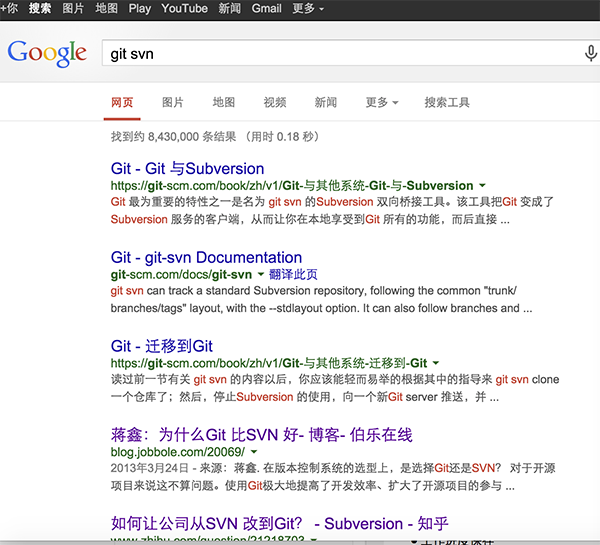 +你 搜索 图片 地图 Play YouTube 新闻 Gmail 更多
Google git svn
网页 图片 地图 视频 新闻 更多 搜索工具
找到约 8,430,000 条结果 (用时 0.18 秒)
Git - Git 与Subversion
https://git-scm.com/book/zh/v1/Git-与其他系统-Git-与-Subversion
Git 最为重要的特性之一是名为 git svn 的Subversion 双向桥接工具。该工具把Git 变成了
Subversion 服务的客户端，从而让你在本地享受到Git 所有的功能，而后直接 ...
Git - git-svn Documentation
git-scm.com/docs/git-svn 翻译此页
git svn can track a standard Subversion repository, following the common "trunk/
branches/tags" layout, with the --stdlayout option. It can also follow branches and ...
Git - 迁移到Git
https://git-scm.com/book/zh/v1/Git-与其他系统-迁移到-Git
读过前一节有关 git svn 的内容以后，你应该能轻而易举的根据其中的指导来 git svn clone
一个仓库了；然后，停止Subversion 的使用，向一个新Git server 推送，并 ...
蒋鑫：为什么Git 比SVN 好- 博客- 伯乐在线
blog.jobbole.com/20069/
2013年3月24日 - 来源：蒋鑫. 在版本控制系统的选型上，是选择Git还是SVN？ 对于开源
项目来说这不算问题。使用Git极大地提高了开发效率、扩大了开源项目的参与 ...
如何让公司从SVN 改到Git？ - Subversion - 知乎
www.zhihu.com/question/21218703